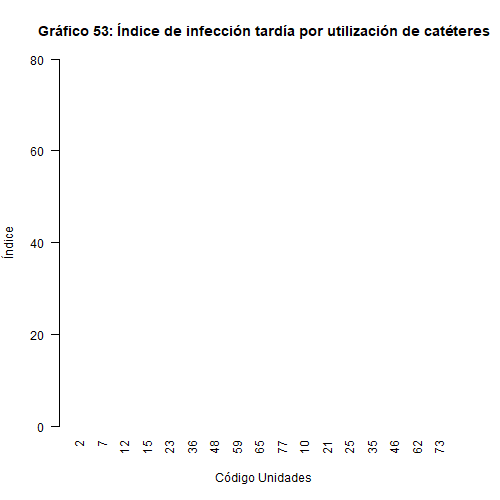 Gráfico 53: Índice de infección tardía por utilización de catéteres
80
60
40
20
0
Índice
2 7 12 15 23 36 48 59 65 77 10 21 25 35 46 62 73
Código Unidades